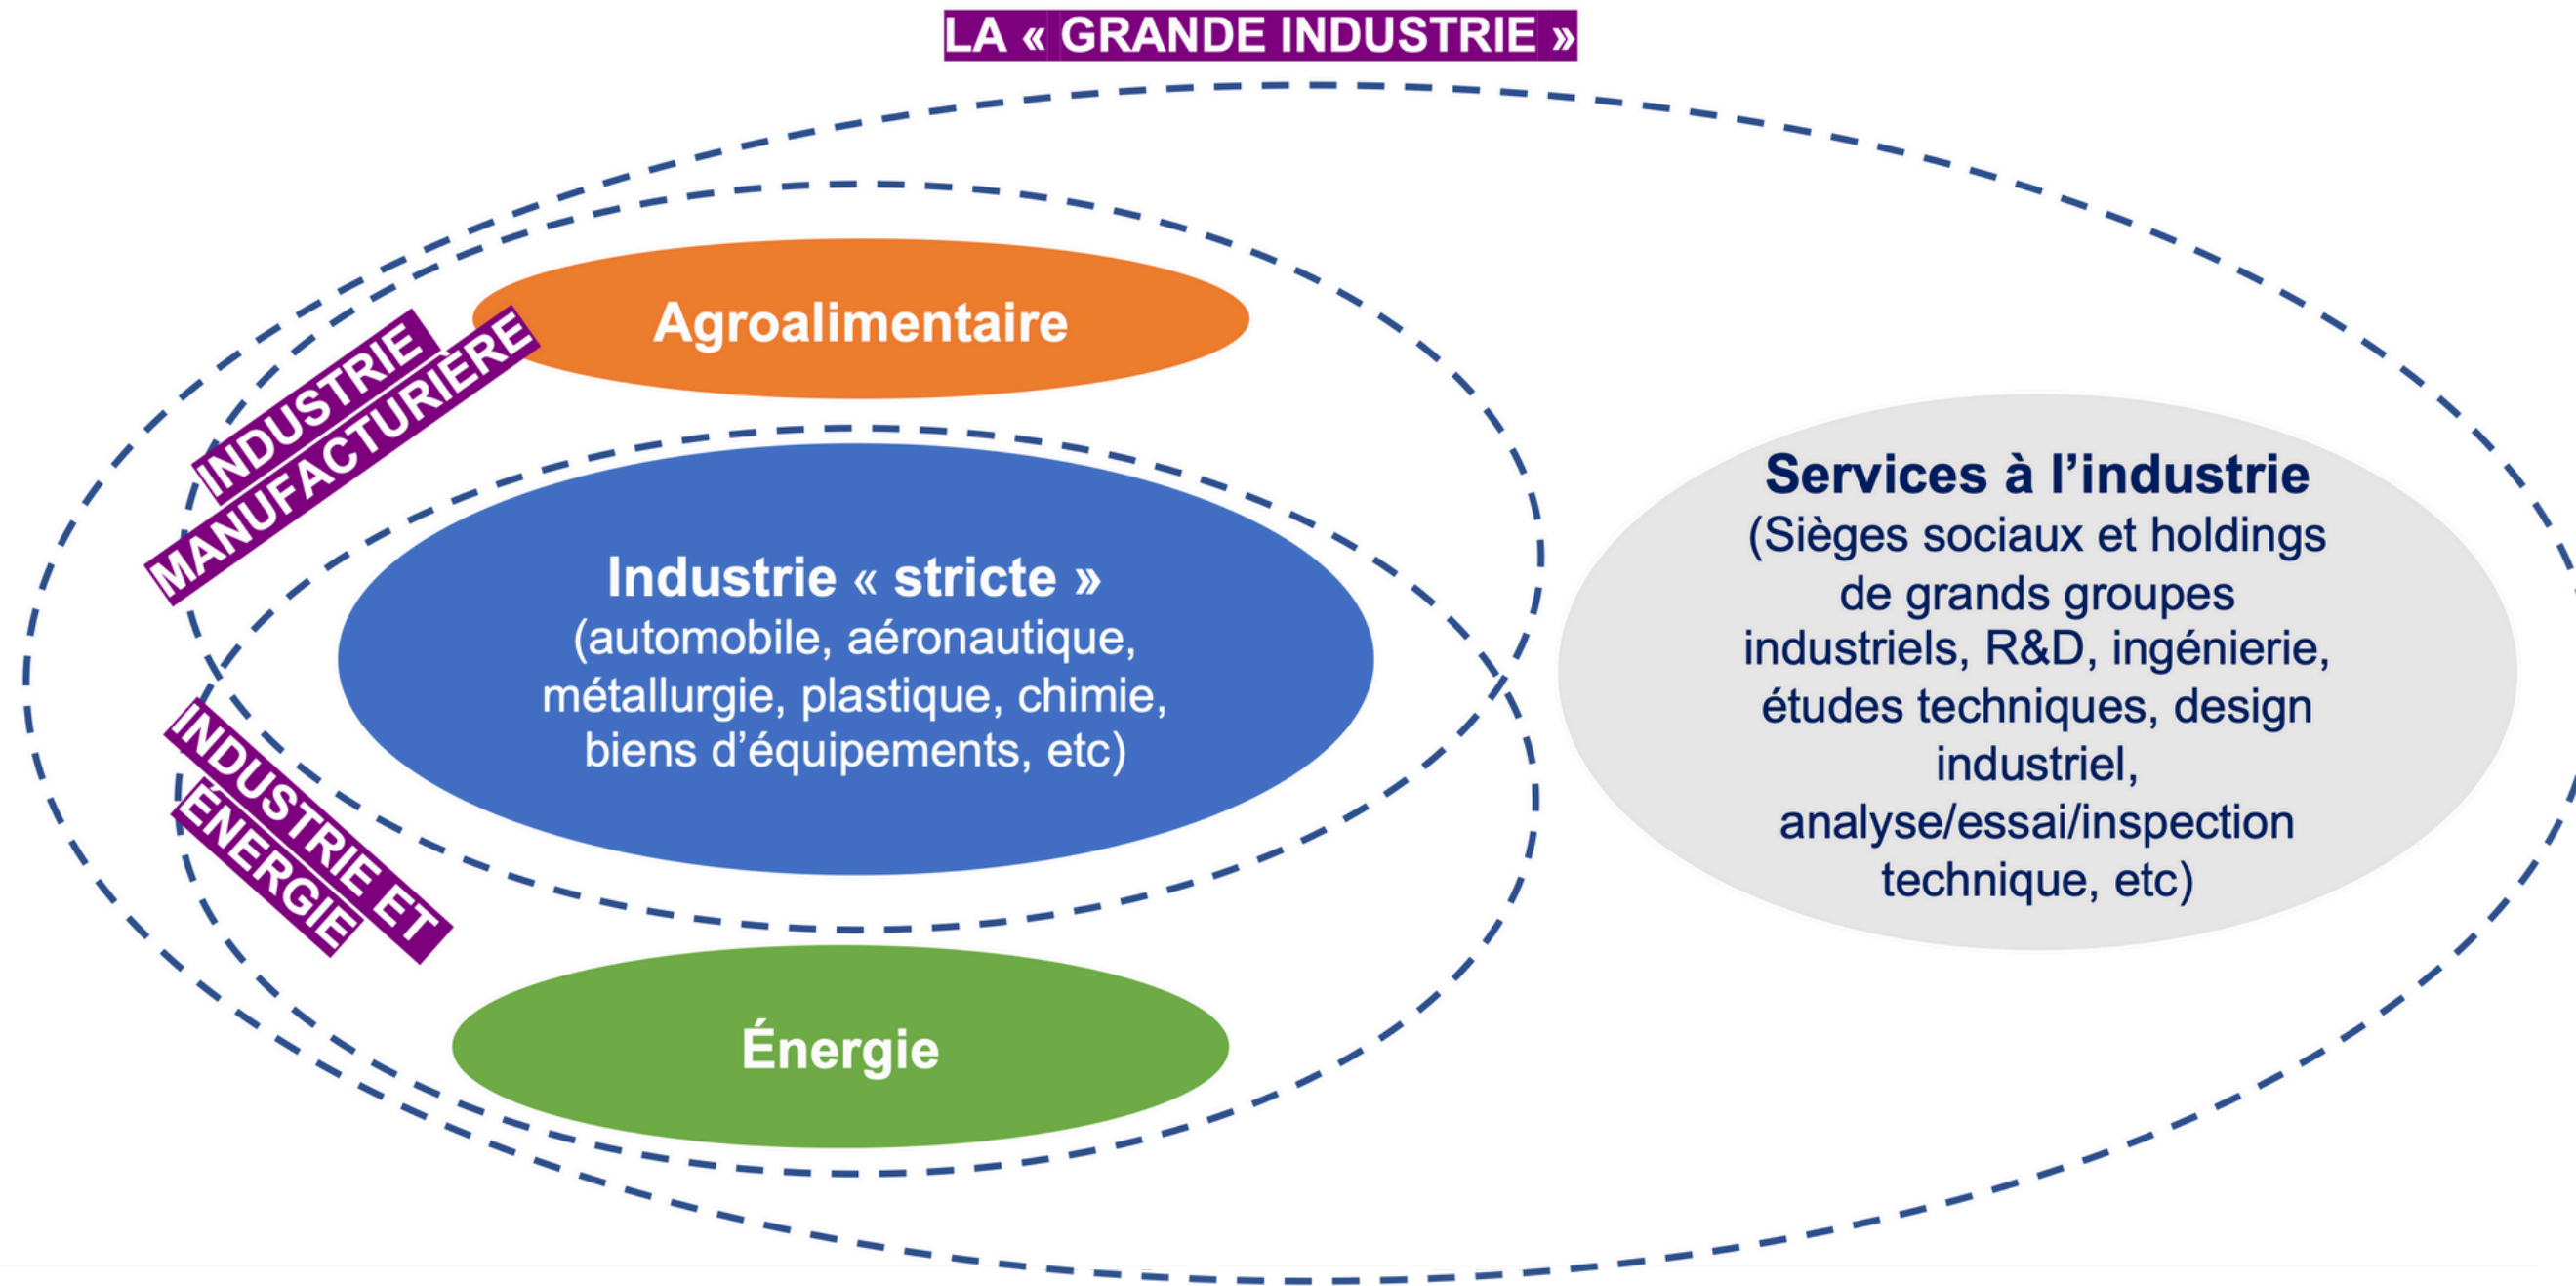 LA « GRANDE INDUSTRIE »
Agroalimentaire
INDUSTRIE
MANUFACTURIÈRE
Industrie « stricte »
(automobile, aéronautique,
métallurgie, plastique, chimie,
biens d’équipements, etc)
Services à l’industrie
(Sièges sociaux et holdings
de grands groupes
industriels, R&D, ingénierie,
études techniques, design
industriel,
analyse/essai/inspection
technique, etc)
INDUSTRIE ET
ÉNERGIE
Énergie